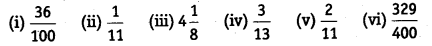 (i) 36/100 (ii) 1/11 (iii) 4 1/8 (iv) 3/13 (v) 2/11 (vi) 329/400